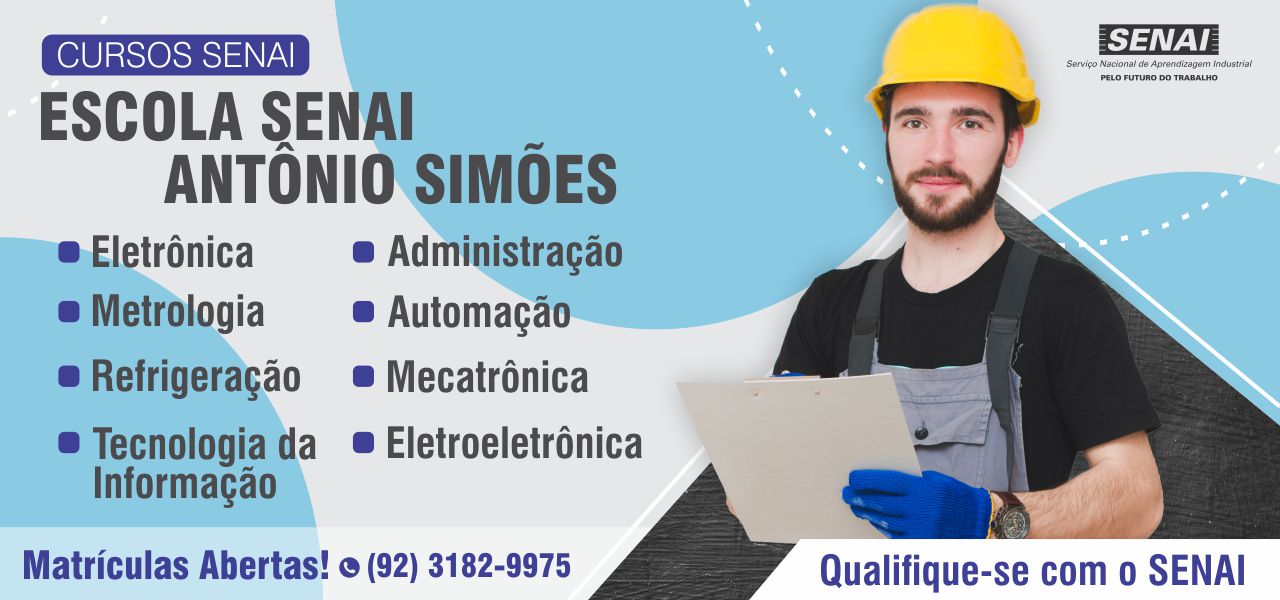 CURSOS SENAI
ESCOLA SENAI
ANTÔNIO SIMÕES
Eletrônica
Metrologia
Refrigeração
Tecnologia da
Informação
Administração
Automação
Mecatrônica
Eletroeletrônica
Matrículas Abertas! (92) 3182-9975
SENAI
Serviço Nacional de Aprendizagem Industrial
PELO FUTURO DO TRABALHO
Qualifique-se com o SENAI